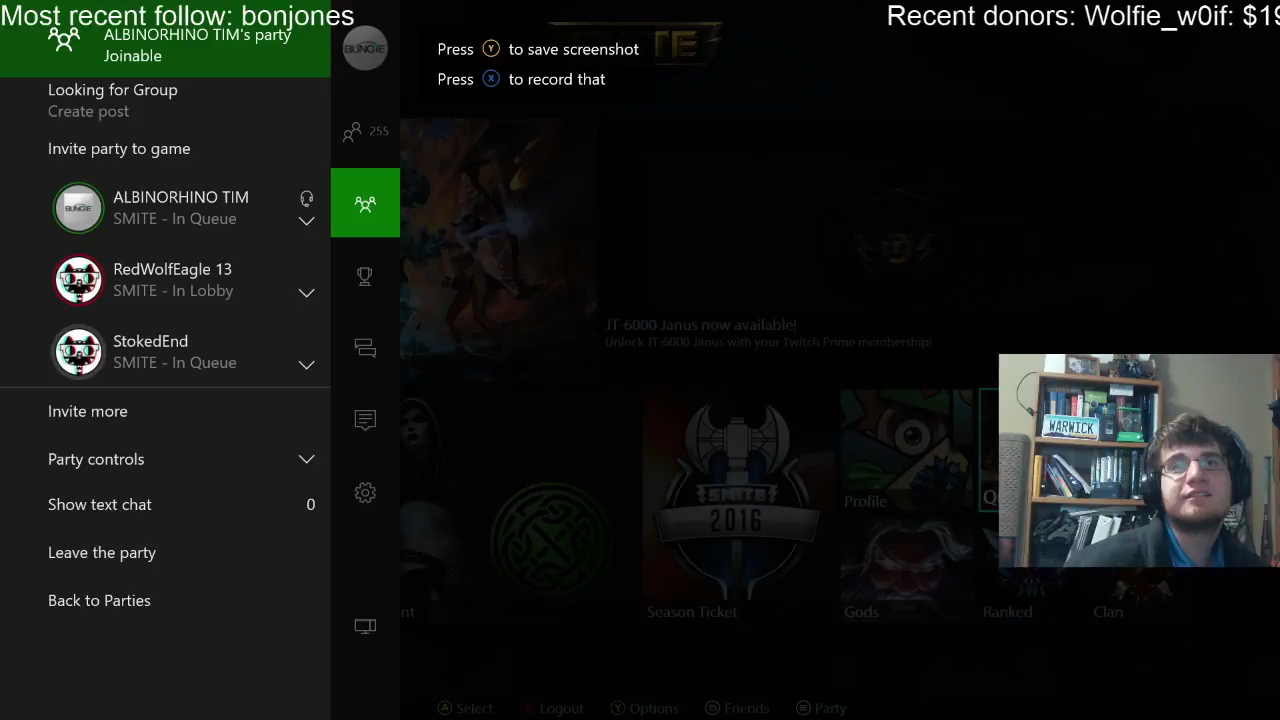 Most recent follow: bonjones
Recent donors: Wolfie_w0if: $19
ALBINORHINO TIM's party
Joinable
Looking for Group
Create post
Invite party to game
ALBINORHINO TIM
SMITE - In Queue
RedWolfEagle 13
SMITE - In Lobby
StokedEnd
SMITE - In Queue
Invite more
Party controls
Show text chat 0
Leave the party
Back to Parties
BUNGiE
255
Press Y to save screenshot
Press X to record that
JT-6000 Janus now available!
Unlock JT-6000 Janus with your Twitch Prime membership!
SMITE
2016
Season Ticket
Profile
Gods
Ranked
Clan
WARWICK
A Select
Logout
Y Options
Friends
Party